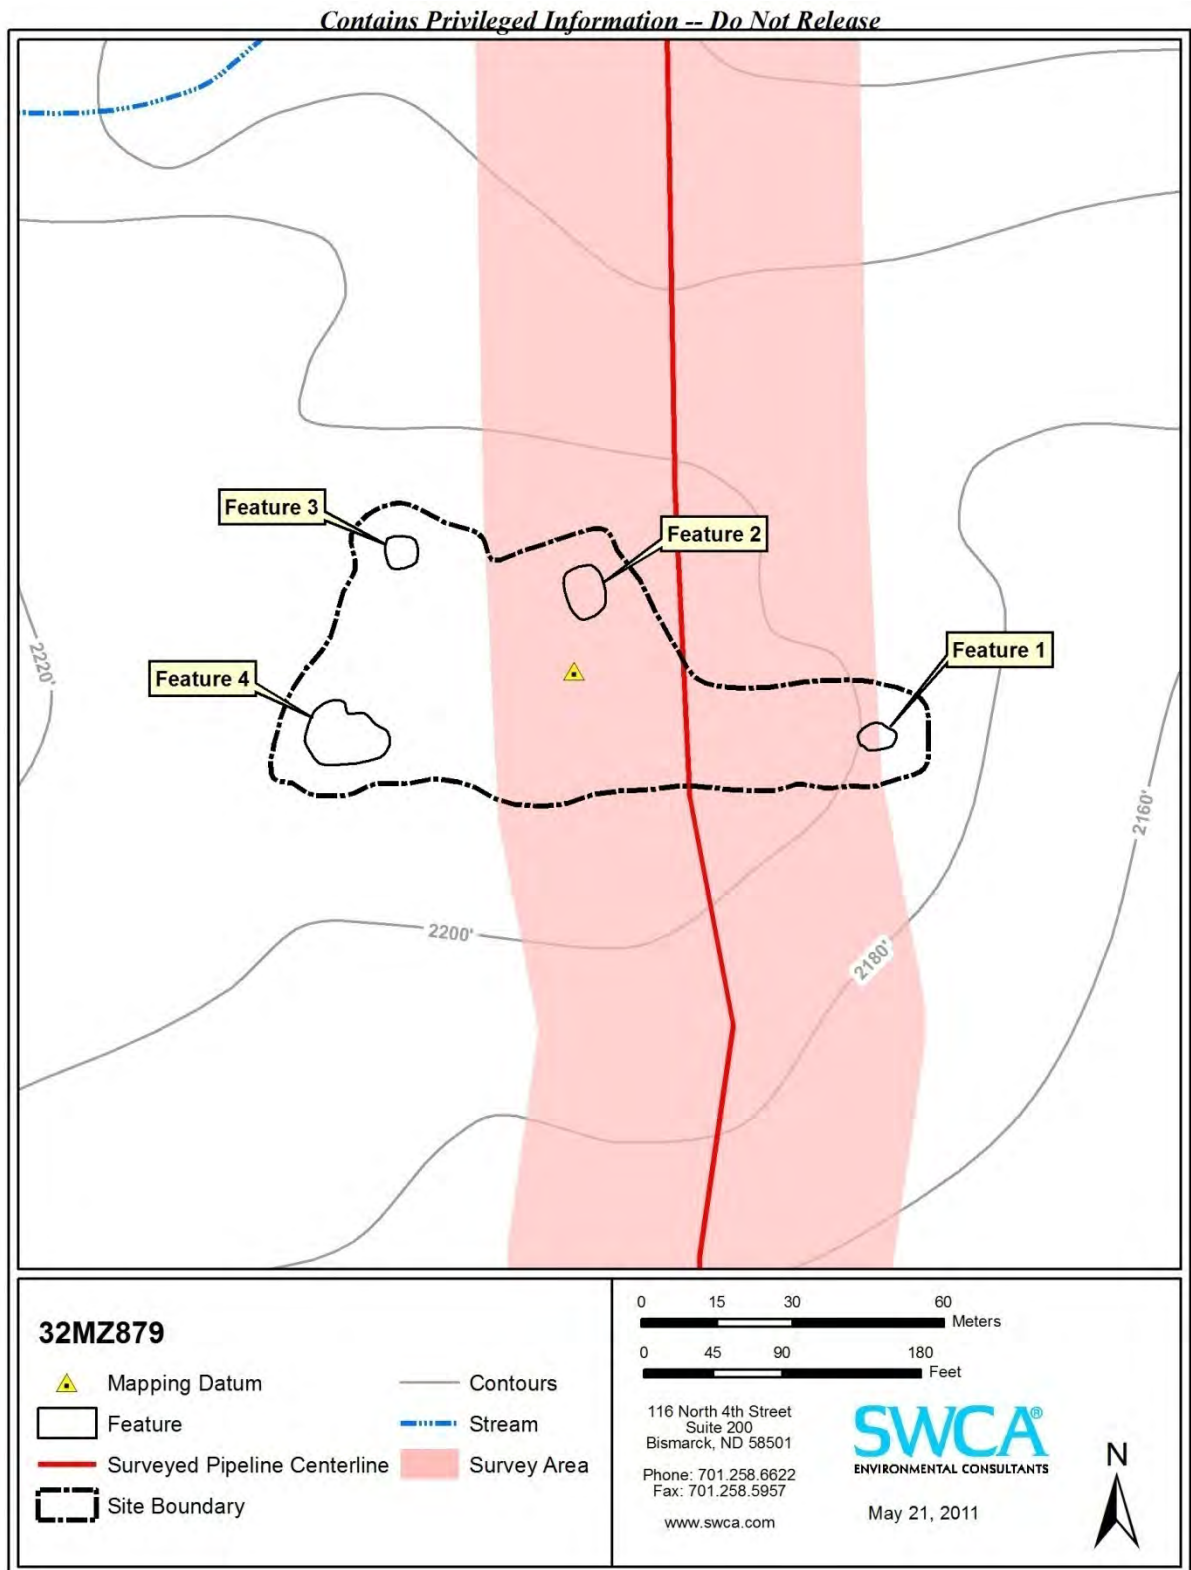 Contains Privileged Information -- Do Not Release
Feature 3
Feature 2
Feature 1
Feature 4
2220'
2160'
2200'
2180'
32MZ879
Mapping Datum
Feature
Surveyed Pipeline Centerline
Site Boundary
Contours
Stream
Survey Area
0 15 30 60
Meters
0 45 90 180
Feet
116 North 4th Street
Suite 200
Bismarck, ND 58501
Phone: 701.258.6622
Fax: 701.258.5957
www.swca.com
SWCA®
ENVIRONMENTAL CONSULTANTS
May 21, 2011
N